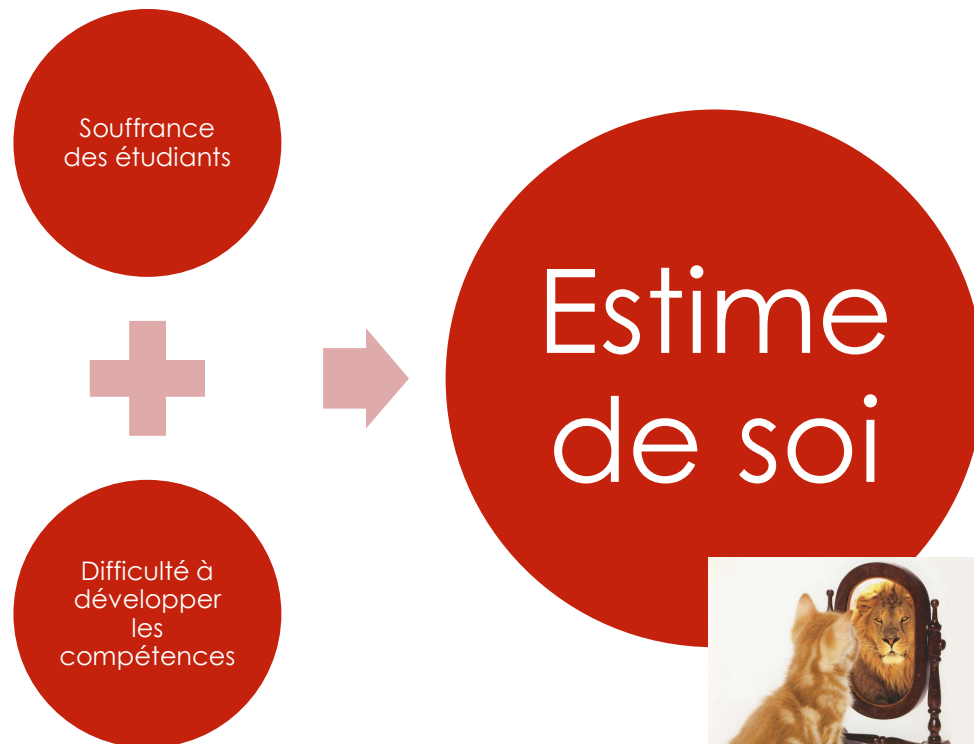 Souffrance
des étudiants
Difficulté à
développer
les
compétences
Estime
de soi